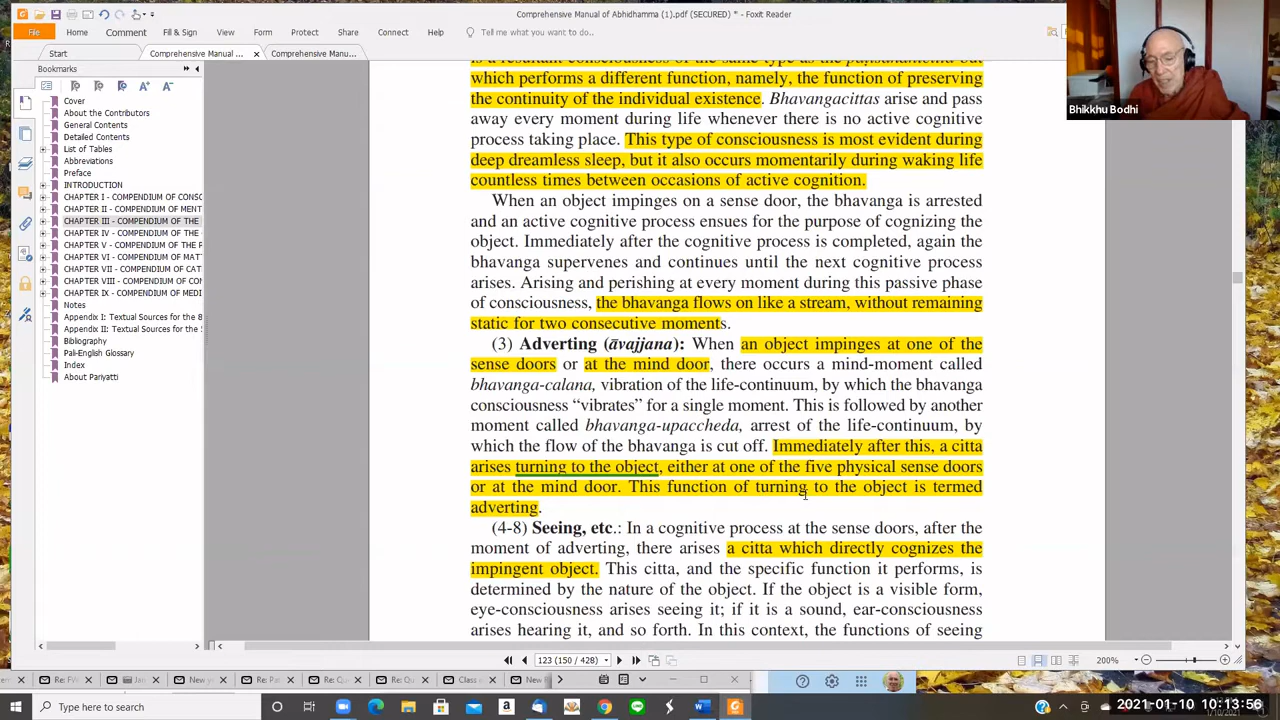 Comprehensive Manual of Abhidhamma (1).pdf (SECURED) * - Foxit Reader
File Home Comment Fill & Sign View Form Protect Share Connect Help Tell me what you want to do..
Start Comprehensive Manual ... Comprehensive Manu...
Bookmarks
Cover
About the Contributors
General Contents
Detailed Contents
List of Tables
Abbreviations
Preface
INTRODUCTION
CHAPTER I - COMPENDIUM OF CONSC
CHAPTER II - COMPENDIUM OF MENT
CHAPTER III - COMPENDIUM OF THE
CHAPTER IV - COMPENDIUM OF THE
CHAPTER V - COMPENDIUM OF THE P
CHAPTER VI - COMPENDIUM OF MAT
CHAPTER VII - COMPENDIUM OF CAT
CHAPTER VIII - COMPENDIUM OF CON
CHAPTER IX - COMPENDIUM OF MEDI
Notes
Appendix I: Textual Sources for the 8
Appendix II: Textual Sources for the 5
Bibliography
Pali-English Glossary
Index
About Pariyatti
is a resultant consciousness of the same type as the paṭisandhicitta but
which performs a different function, namely, the function of preserving
the continuity of the individual existence. Bhavangacittas arise and pass
away every moment during life whenever there is no active cognitive
process taking place. This type of consciousness is most evident during
deep dreamless sleep, but it also occurs momentarily during waking life
countless times between occasions of active cognition.
When an object impinges on a sense door, the bhavanga is arrested
and an active cognitive process ensues for the purpose of cognizing the
object. Immediately after the cognitive process is completed, again the
bhavanga supervenes and continues until the next cognitive process
arises. Arising and perishing at every moment during this passive phase
of consciousness, the bhavanga flows on like a stream, without remaining
static for two consecutive moments.
(3) Adverting (āvajjana): When an object impinges at one of the
sense doors or at the mind door, there occurs a mind-moment called
bhavanga-calana, vibration of the life-continuum, by which the bhavanga
consciousness “vibrates” for a single moment. This is followed by another
moment called bhavanga-upaccheda, arrest of the life-continuum, by
which the flow of the bhavanga is cut off. Immediately after this, a citta
arises turning to the object, either at one of the five physical sense doors
or at the mind door. This function of turning to the object is termed
adverting.
(4-8) Seeing, etc.: In a cognitive process at the sense doors, after the
moment of adverting, there arises a citta which directly cognizes the
impingent object. This citta, and the specific function it performs, is
determined by the nature of the object. If the object is a visible form,
eye-consciousness arises seeing it; if it is a sound, ear-consciousness
arises hearing it, and so forth. In this context, the functions of seeing
Bhikkhu Bodhi
123 (150 / 428) 200%
New y Class e New
Type here to search
2021-01-10 10:13:56